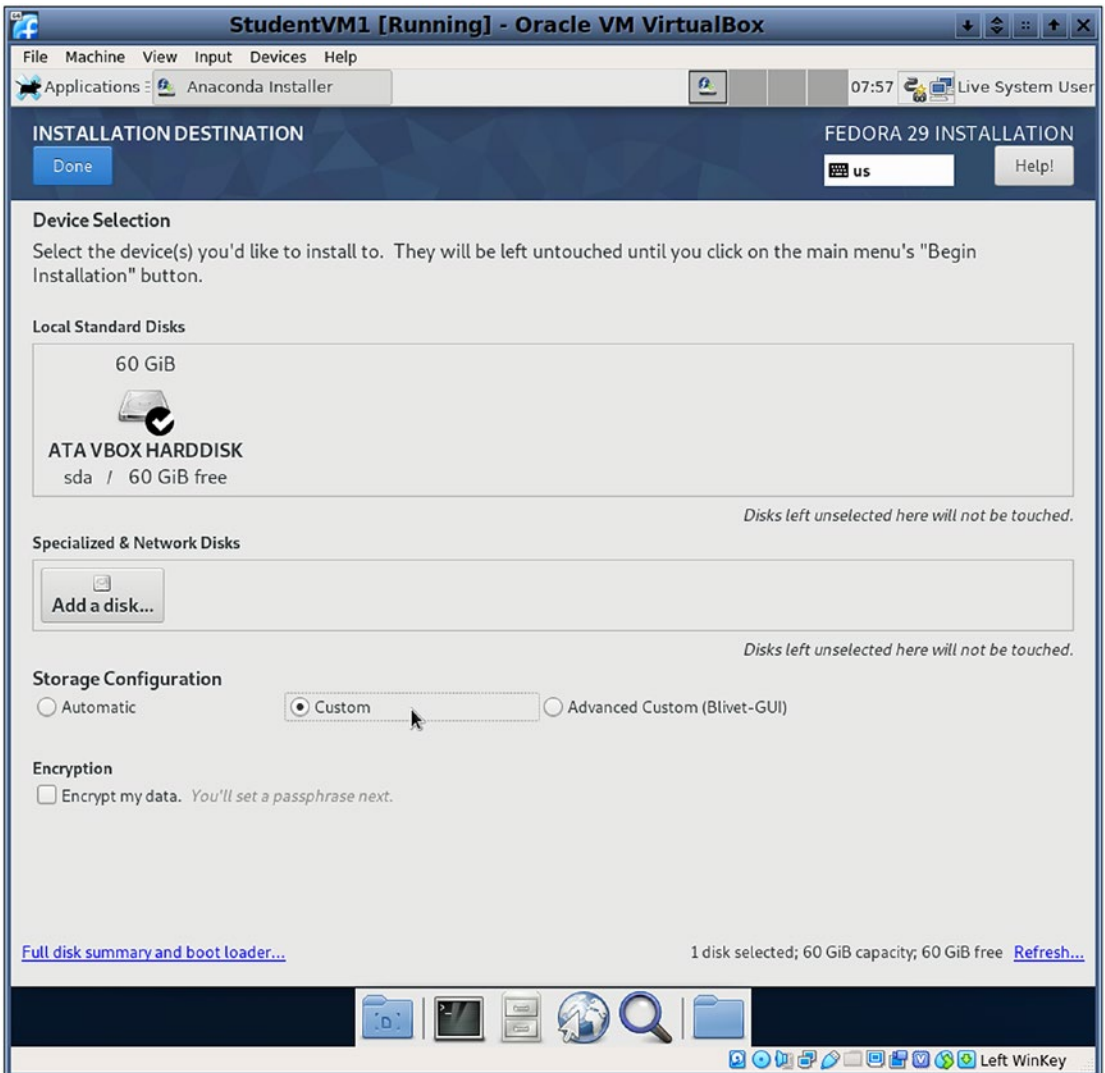 StudentVM1 [Running] - Oracle VM VirtualBox
File Machine View Input Devices Help
Applications Anaconda Installer 07:57 Live System User
INSTALLATION DESTINATION
FEDORA 29 INSTALLATION
Done
us
Help!
Device Selection
Select the device(s) you'd like to install to. They will be left untouched until you click on the main menu's "Begin
Installation" button.
Local Standard Disks
60 GiB
ATA VBOX HARDDISK
sda / 60 GiB free
Disks left unselected here will not be touched.
Specialized & Network Disks
Add a disk...
Disks left unselected here will not be touched.
Storage Configuration
Automatic
Custom
Advanced Custom (Blivet-GUI)
Encryption
Encrypt my data. You'll set a passphrase next.
Full disk summary and boot loader...
1 disk selected; 60 GiB capacity; 60 GiB free Refresh...
Left WinKey